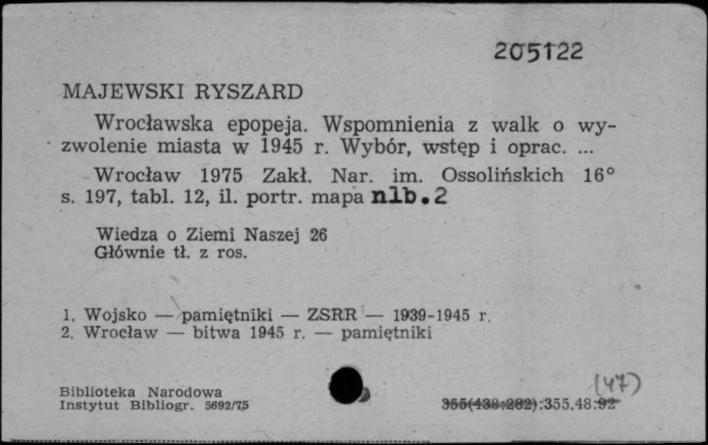 205122
MAJEWSKI RYSZARD
Wrocławska epopeja. Wspomnienia z walk o wy-
zwolenie miasta w 1945 r. Wybór, wstęp i oprac. ...
Wrocław 1975 Zakł. Nar. im. Ossolińskich 16°
s. 197, tabl. 12, il. portr. mapa nlb.2
Wiedza o Ziemi Naszej 26
Głównie tł. z ros.
1. Wojsko — pamiętniki — ZSRR — 1939-1945 r.
2. Wrocław — bitwa 1945 r. — pamiętniki
(47)
Biblioteka Narodowa
Instytut Bibliogr. 5692/75
355(438:282):355.48:92